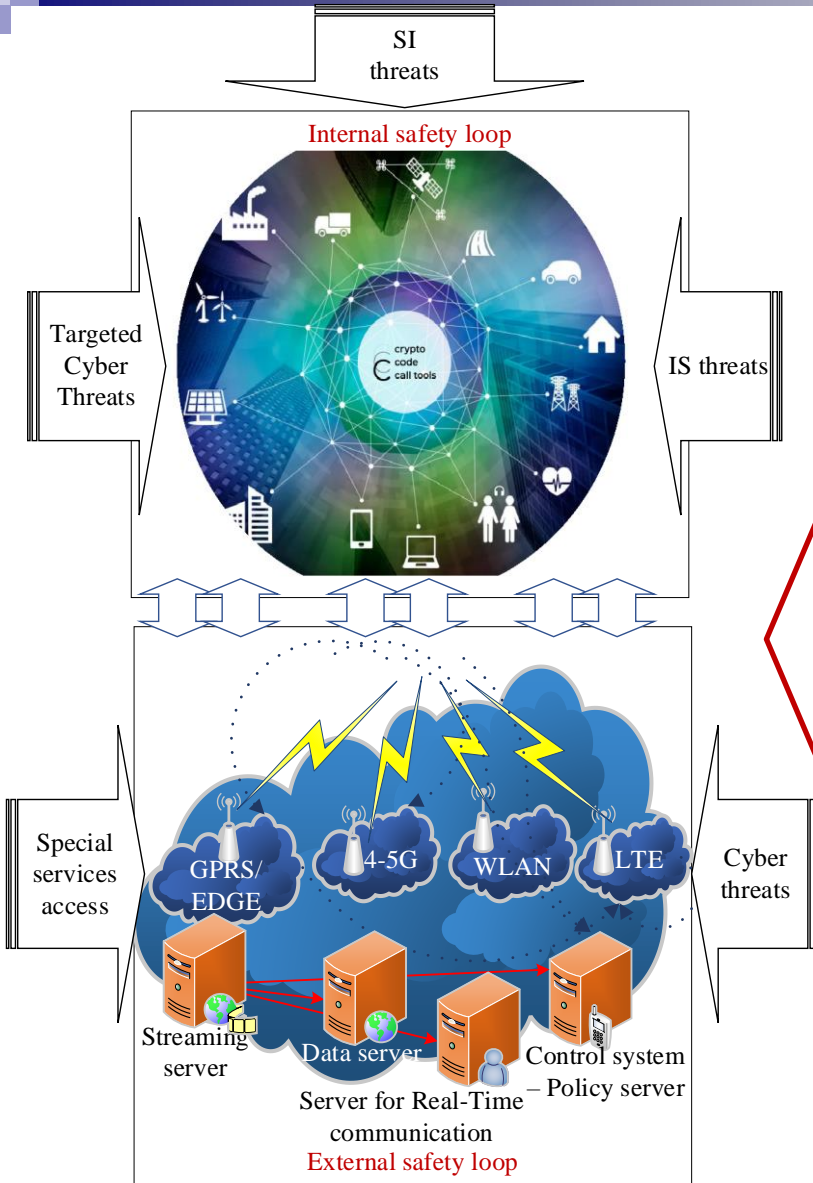 SI
threats
Internal safety loop
Targeted
Cyber
Threats
crypto
code
call tools
IS threats
Special
services
access
GPRS/
EDGE
4-5G
WLAN
LTE
Cyber
threats
Streaming
server
Data server
Server for Real-Time
communication
Control system
– Policy server
External safety loop